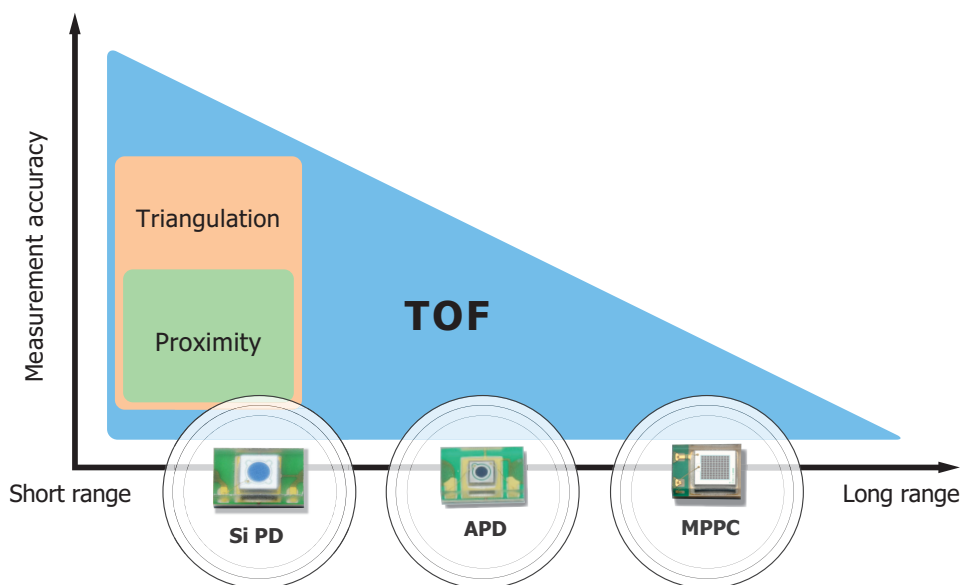 Measurement accuracy
Triangulation
Proximity
TOF
Short range
Long range
Si PD
APD
MPPC